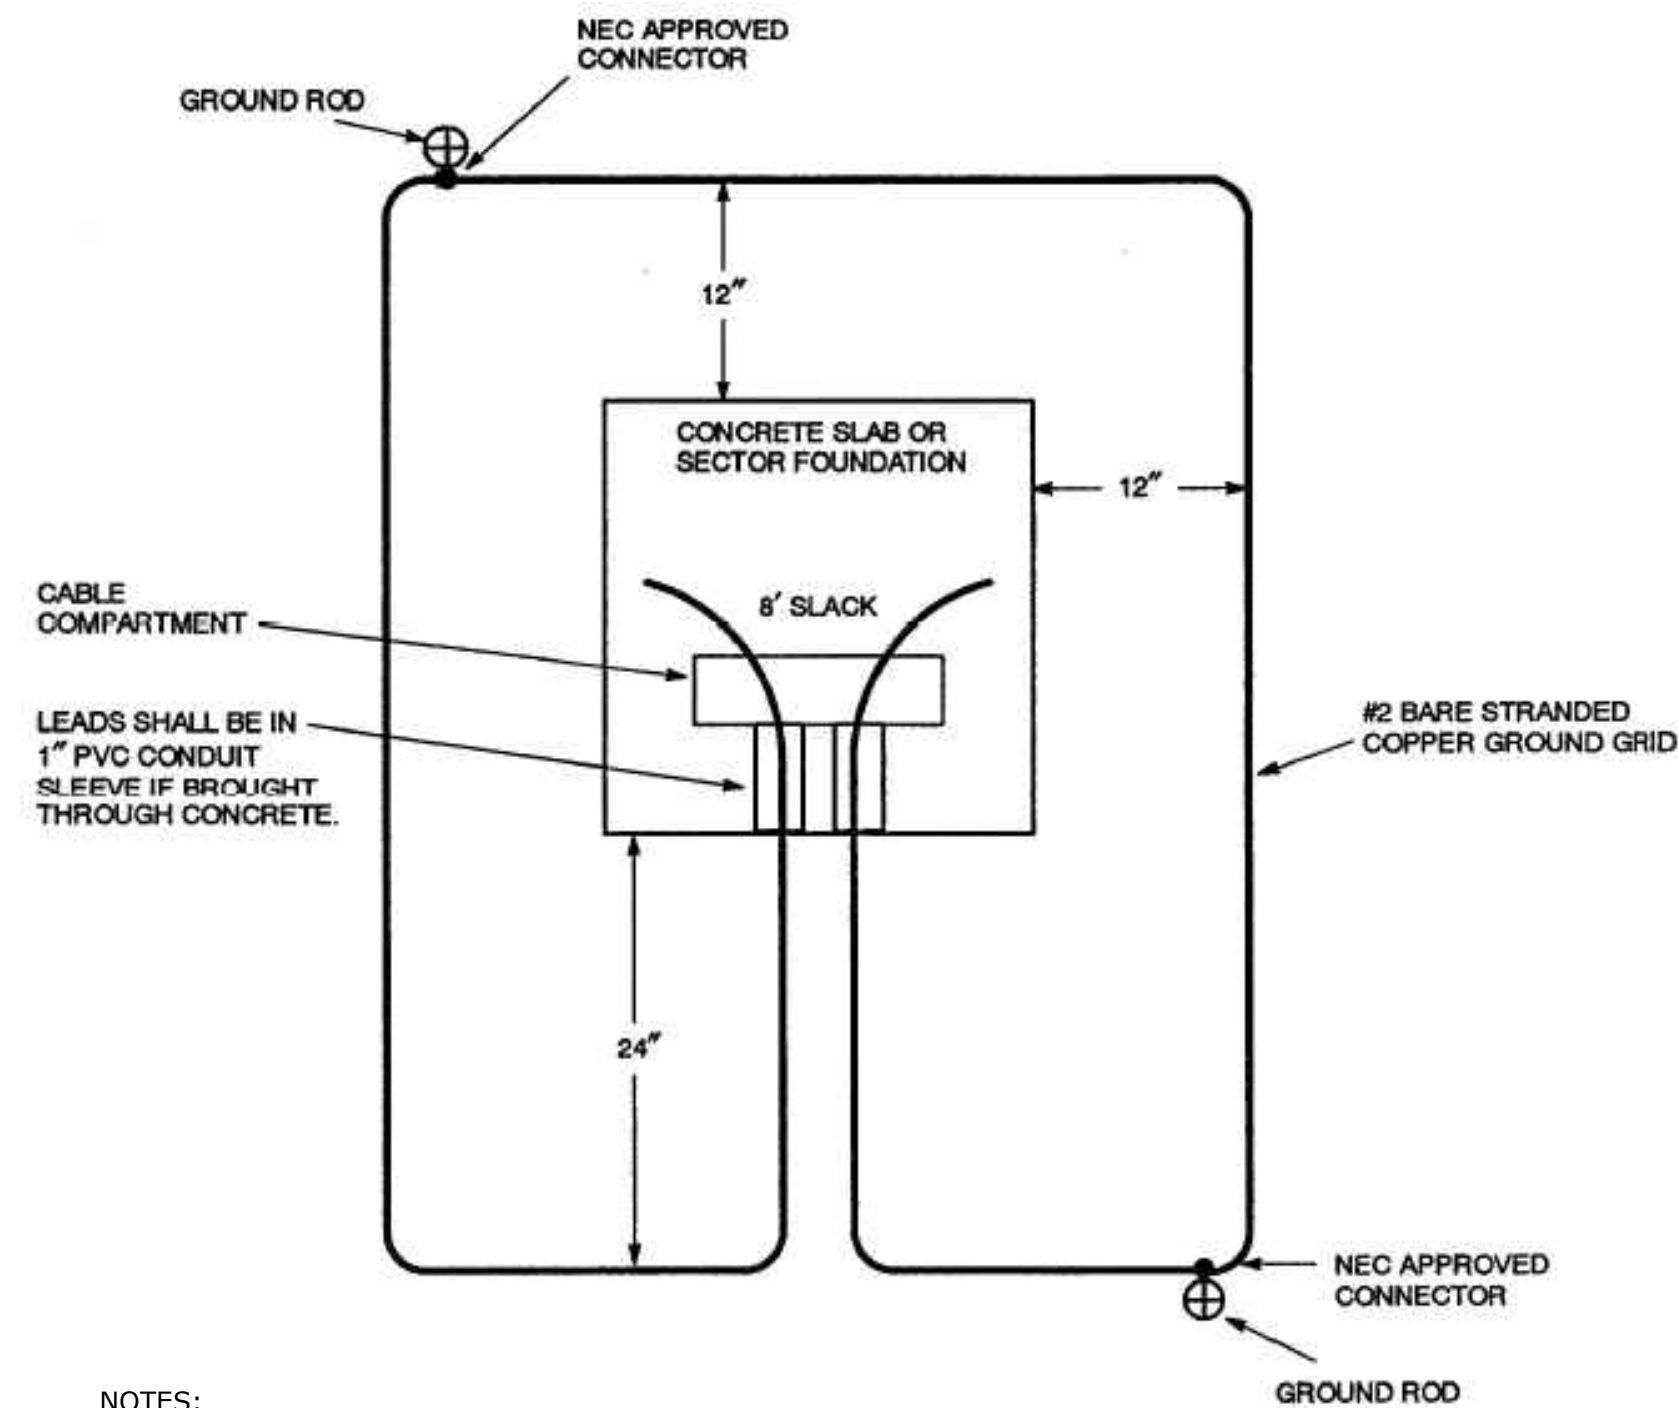 NEC APPROVED
CONNECTOR
GROUND ROD
12″
CONCRETE SLAB OR
SECTOR FOUNDATION
12″
CABLE
COMPARTMENT
8′ SLACK
LEADS SHALL BE IN
1″ PVC CONDUIT
SLEEVE IF BROUGHT
THROUGH CONCRETE.
#2 BARE STRANDED
COPPER GROUND GRID
24″
NEC APPROVED
CONNECTOR
GROUND ROD
NOTES: